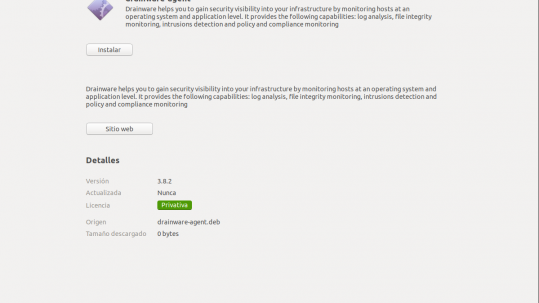 Drainware Agent
Drainware helps you to gain security visibility into your infrastructure by monitoring hosts at an
operating system and application level. It provides the following capabilities: log analysis, file integrity
monitoring, intrusions detection and policy and compliance monitoring
Instalar
Drainware helps you to gain security visibility into your infrastructure by monitoring hosts at an operating system and
application level. It provides the following capabilities: log analysis, file integrity monitoring, intrusions detection and
policy and compliance monitoring
Sitio web
Detalles
Versión 3.8.2
Actualizada Nunca
Licencia Privativa
Origen drainware-agent.deb
Tamaño descargado 0 bytes